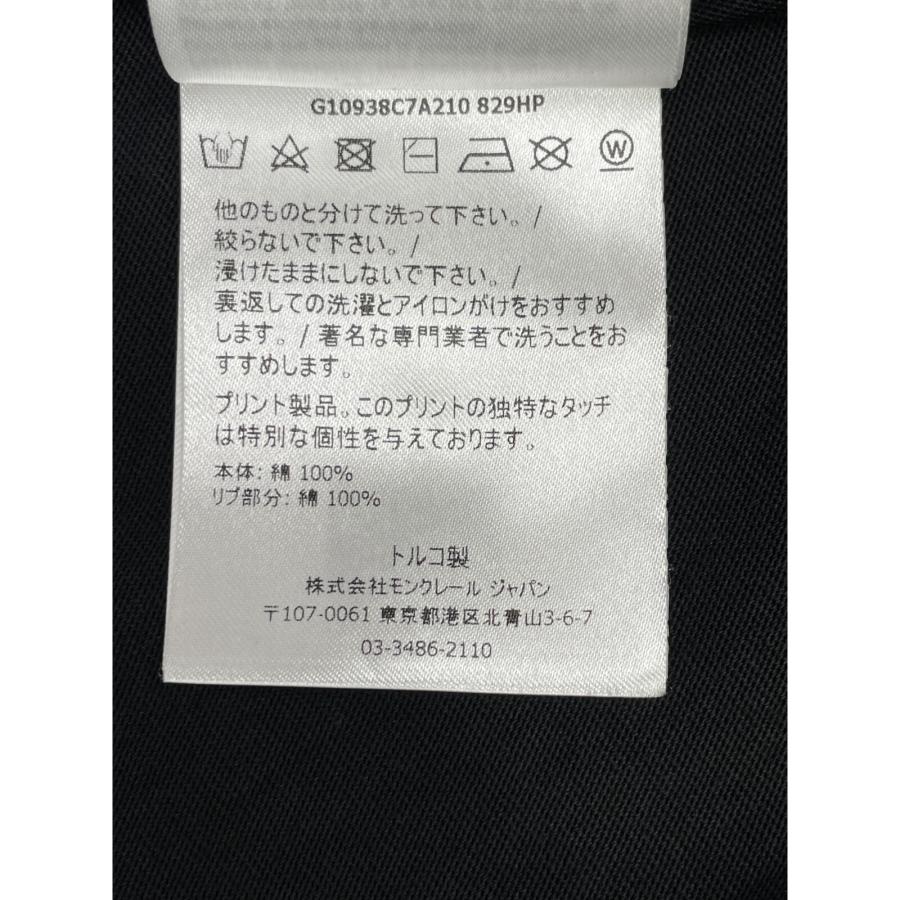 G10938C7A210 829HP
W
他のものと分けて洗って下さい。/
絞らないで下さい。/
浸けたままにしないで下さい。/
裏返しての洗濯とアイロンがけをおすすめ
します。/ 著名な専門業者で洗うことをお
すすめします。
プリント製品。このプリントの独特なタッチ
は特別な個性を与えております。
本体: 綿 100%
リブ部分: 綿 100%
トルコ製
株式会社モンクレール ジャパン
〒107-0061 東京都港区北青山3-6-7
03-3486-2110